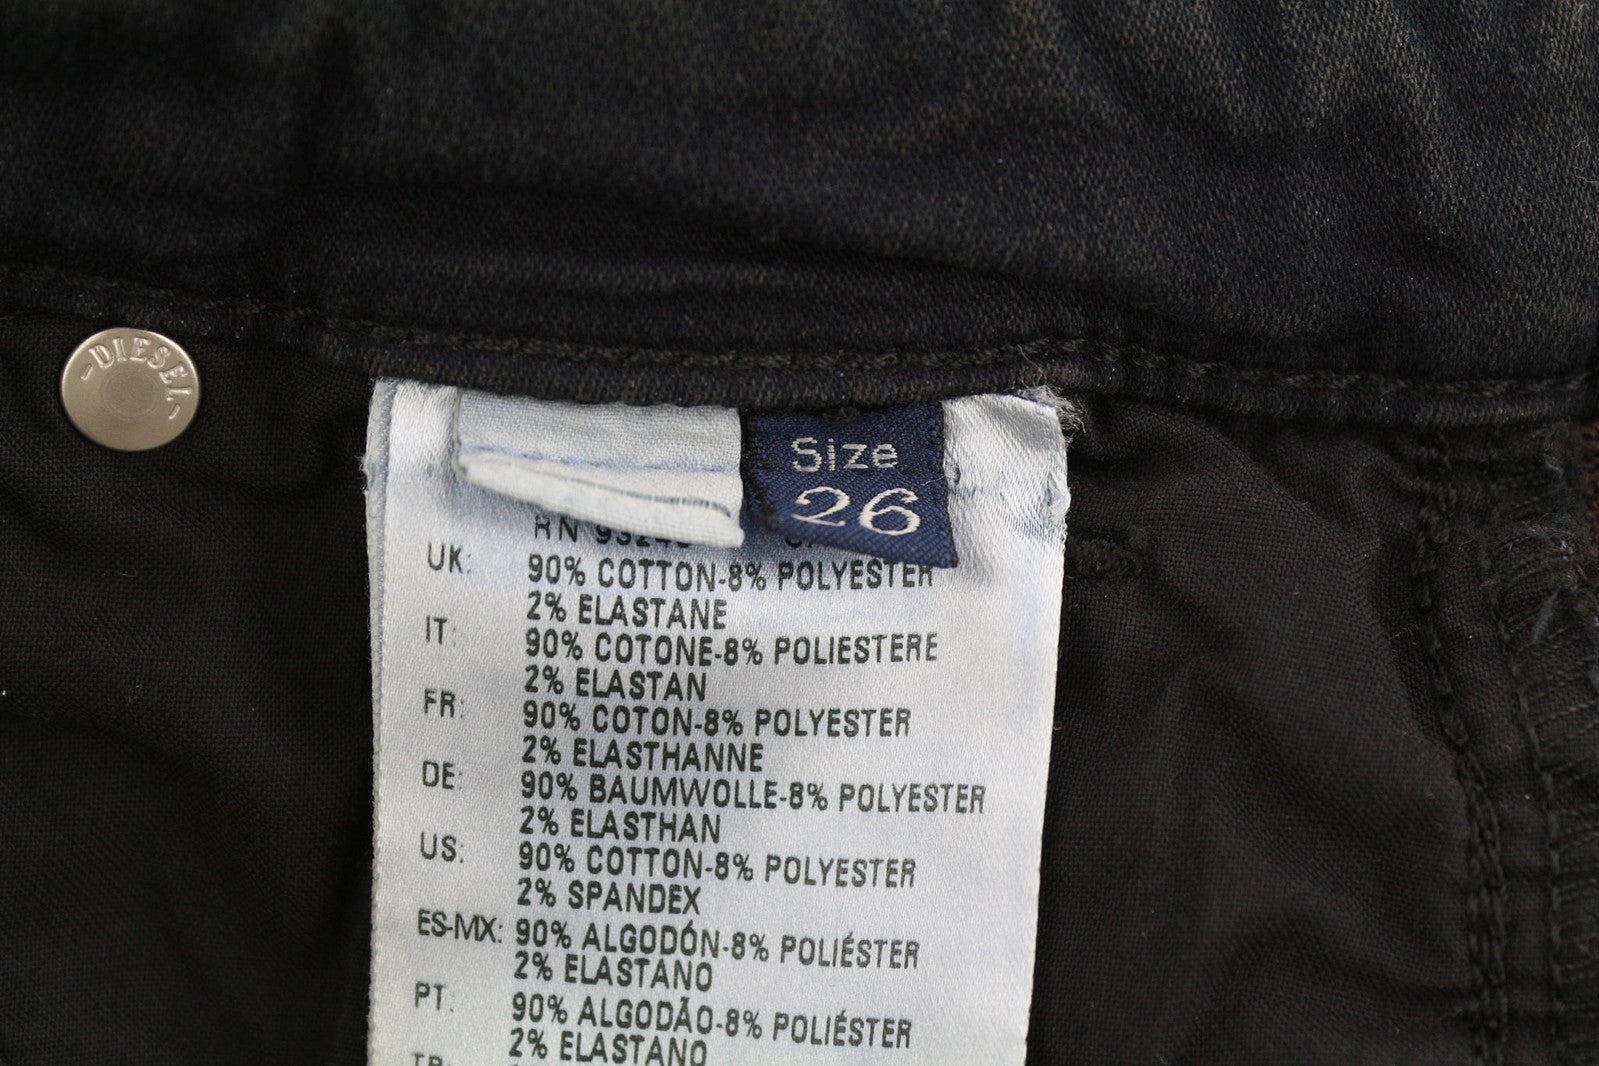 -DIESEL-
Size
26
RN 93243
UK: 90% COTTON-8% POLYESTER
2% ELASTANE
IT: 90% COTONE-8% POLIESTERE
2% ELASTAN
FR: 90% COTON-8% POLYESTER
2% ELASTHANNE
DE: 90% BAUMWOLLE-8% POLYESTER
2% ELASTHAN
US: 90% COTTON-8% POLYESTER
2% SPANDEX
ES-MX: 90% ALGODÓN-8% POLIÉSTER
2% ELASTANO
PT: 90% ALGODÃO-8% POLIÉSTER
2% ELASTANO